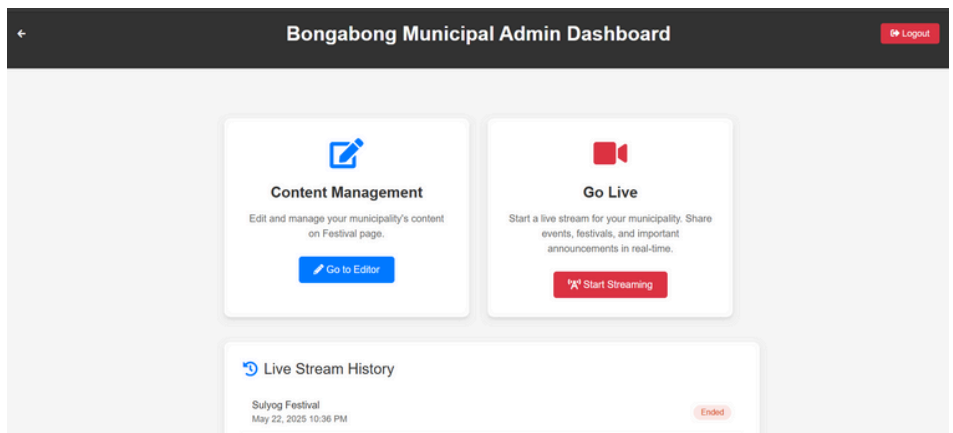 Bongabong Municipal Admin Dashboard
Logout
Content Management
Edit and manage your municipality's content
on Festival page.
Go to Editor
Go Live
Start a live stream for your municipality. Share
events, festivals, and important
announcements in real-time.
Start Streaming
Live Stream History
Sulyog Festival
May 22, 2025 10:36 PM
Ended